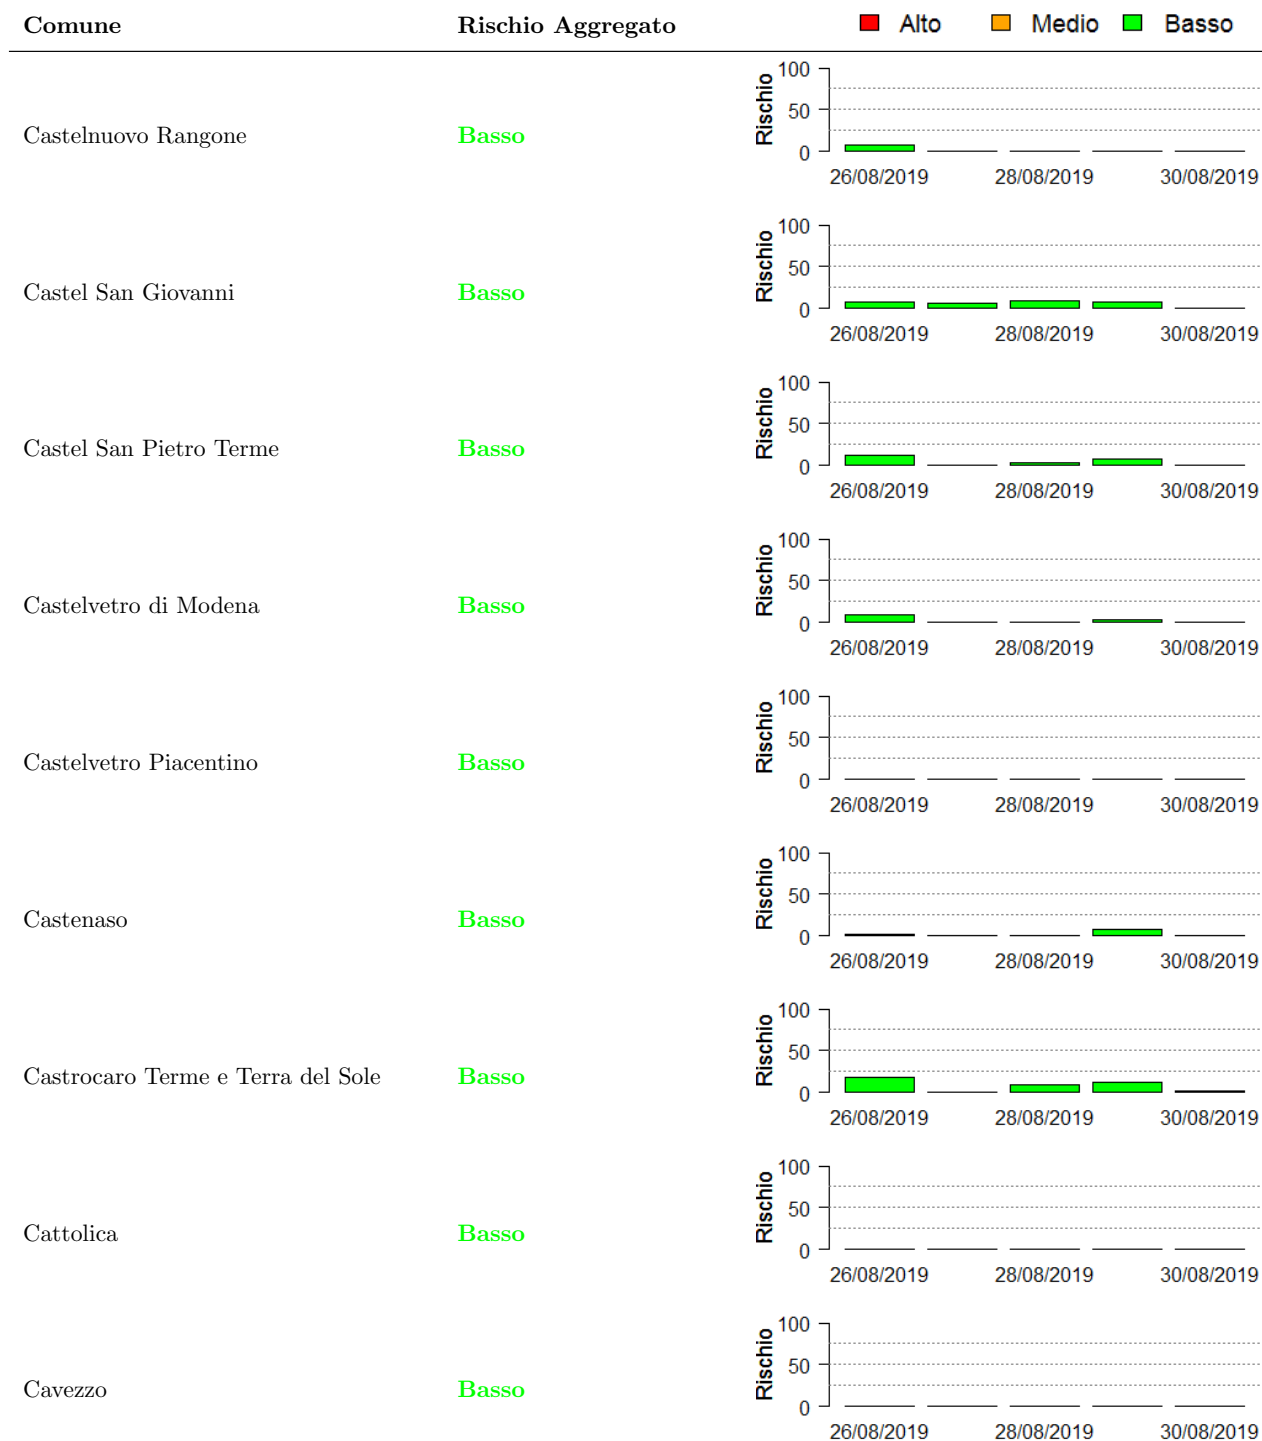 Comune Rischio Aggregato Alto Medio Basso
Castelnuovo Rangone Basso Rischio 100 50 0
26/08/2019 28/08/2019 30/08/2019
Castel San Giovanni Basso Rischio 100 50 0
26/08/2019 28/08/2019 30/08/2019
Castel San Pietro Terme Basso Rischio 100 50 0
26/08/2019 28/08/2019 30/08/2019
Castelvetro di Modena Basso Rischio 100 50 0
26/08/2019 28/08/2019 30/08/2019
Castelvetro Piacentino Basso Rischio 100 50 0
26/08/2019 28/08/2019 30/08/2019
Castenaso Basso Rischio 100 50 0
26/08/2019 28/08/2019 30/08/2019
Castrocaro Terme e Terra del Sole Basso Rischio 100 50 0
26/08/2019 28/08/2019 30/08/2019
Cattolica Basso Rischio 100 50 0
26/08/2019 28/08/2019 30/08/2019
Cavezzo Basso Rischio 100 50 0
26/08/2019 28/08/2019 30/08/2019